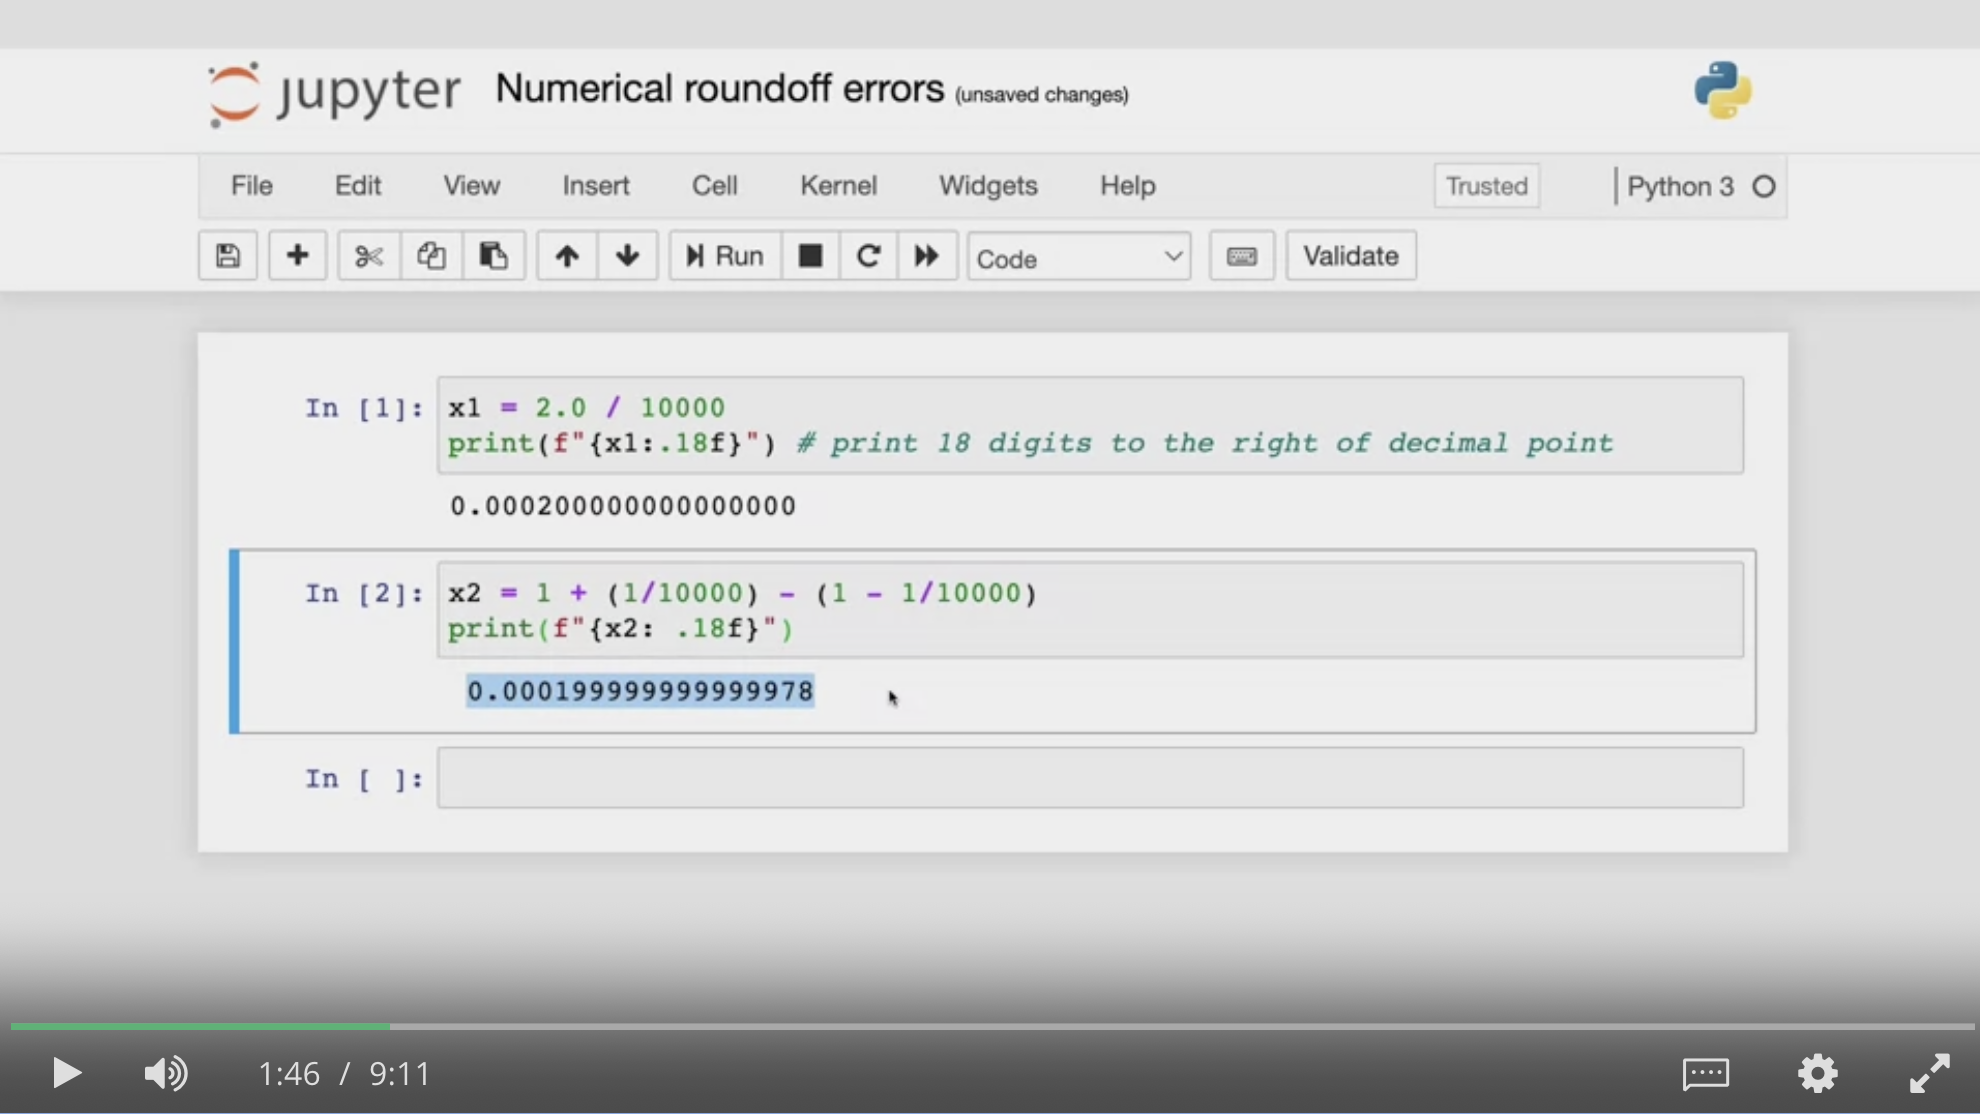 jupyter Numerical roundoff errors (unsaved changes)
File Edit View Insert Cell Kernel Widgets Help Trusted Python 3
Run Code Validate
In [1]: x1 = 2.0 / 10000
print(f"{x1:.18f}") # print 18 digits to the right of decimal point
0.000200000000000000
In [2]: x2 = 1 + (1/10000) - (1 - 1/10000)
print(f"{x2: .18f}")
0.000199999999999978
In [ ]:
1:46 / 9:11